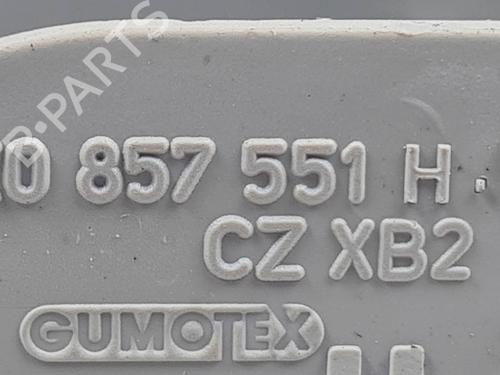 0 857 551 H
CZ XB2
GUMOTEX
B-PARTS